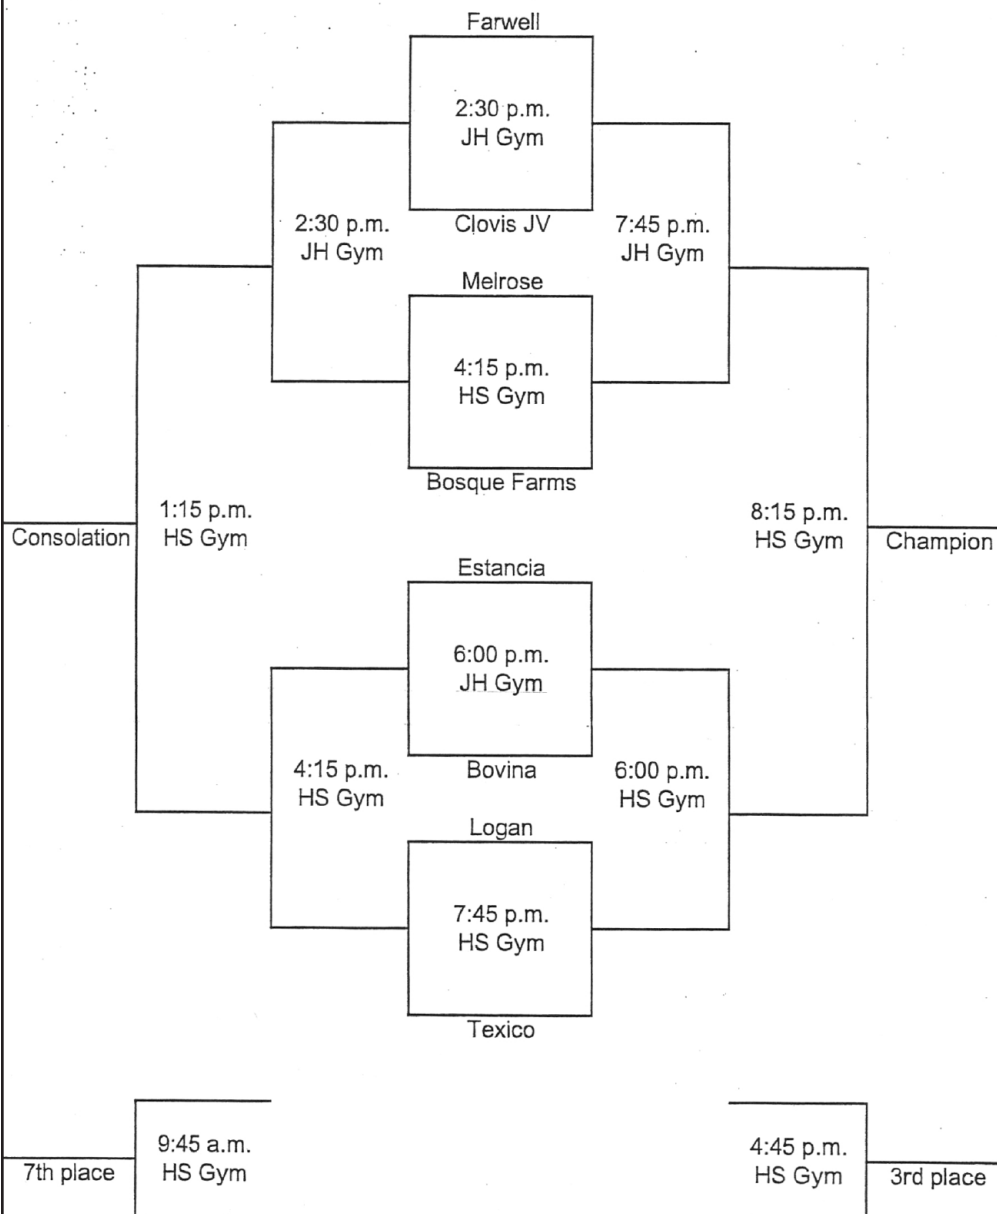 Farwell
2:30 p.m.
JH Gym
Clovis JV
2:30 p.m.
JH Gym
7:45 p.m.
JH Gym
Melrose
4:15 p.m.
HS Gym
Bosque Farms
1:15 p.m.
HS Gym
Consolation
8:15 p.m.
HS Gym
Champion
Estancia
6:00 p.m.
JH Gym
Bovina
4:15 p.m.
HS Gym
6:00 p.m.
HS Gym
Logan
7:45 p.m.
HS Gym
Texico
9:45 a.m.
HS Gym
7th place
4:45 p.m.
HS Gym
3rd place